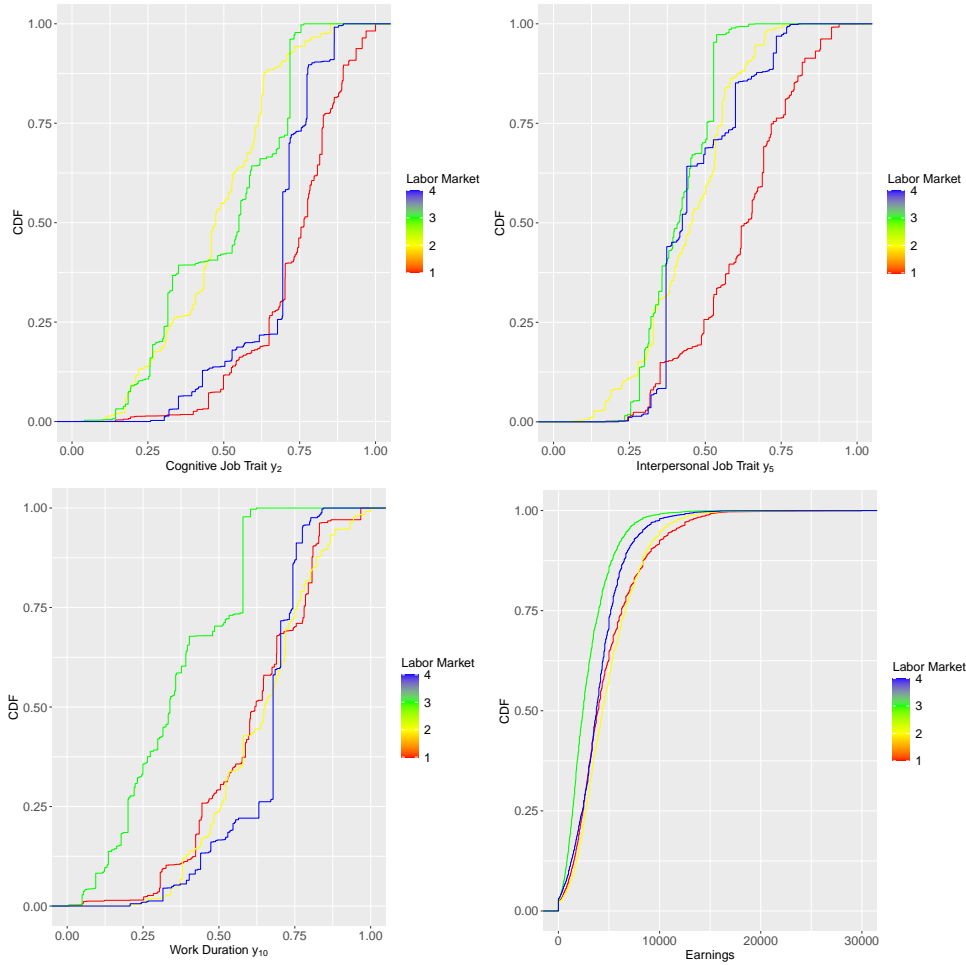 1.00
0.75
0.50
0.25
0.00
CDF
0.00 0.25 0.50 0.75 1.00
Cognitive Job Trait y₂
Labor Market
4
3
2
1
1.00
0.75
0.50
0.25
0.00
CDF
0.00 0.25 0.50 0.75 1.00
Interpersonal Job Trait y₅
Labor Market
4
3
2
1
1.00
0.75
0.50
0.25
0.00
CDF
0.00 0.25 0.50 0.75 1.00
Work Duration y₁₀
Labor Market
4
3
2
1
1.00
0.75
0.50
0.25
0.00
CDF
0 10000 20000 30000
Earnings
Labor Market
4
3
2
1